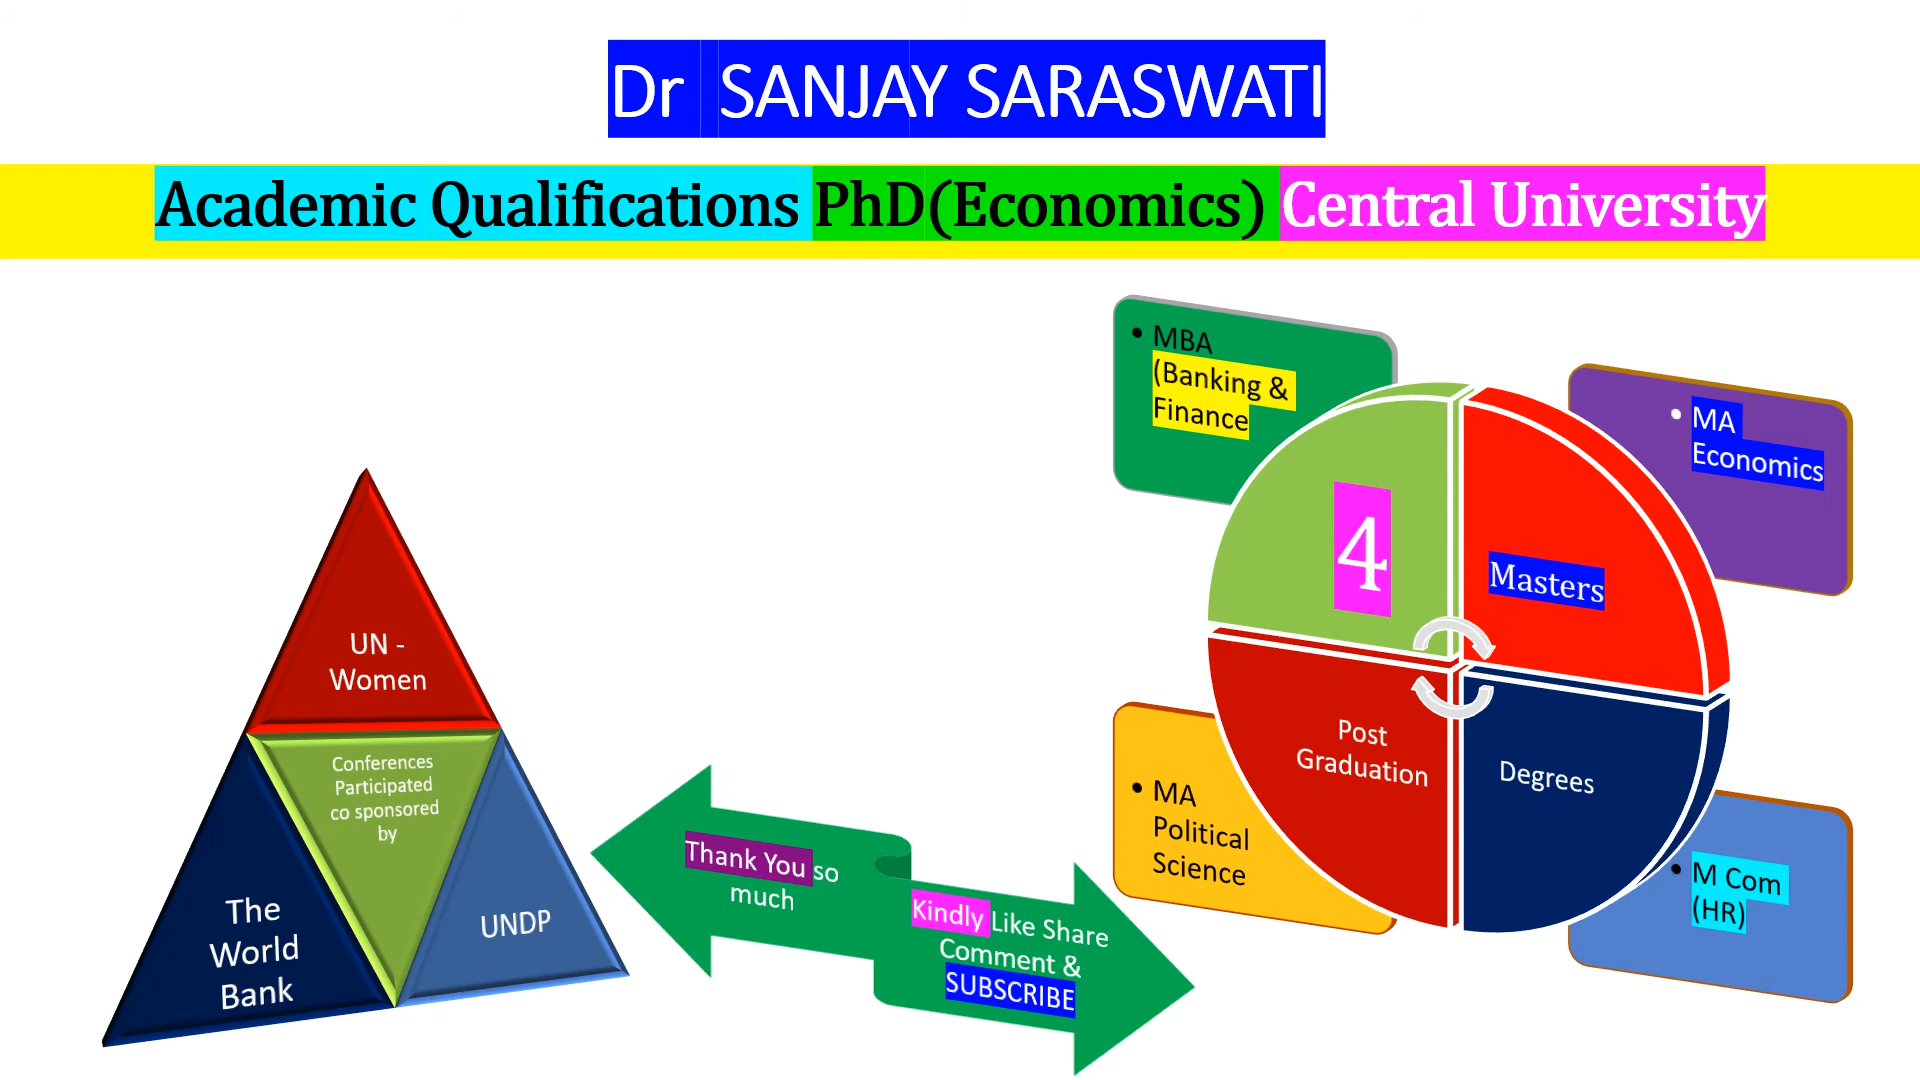 Dr SANJAY SARASWATI
Academic Qualifications PhD(Economics) Central University
• MBA
(Banking &
Finance
• MA
Economics
4
Masters
Post
Graduation
Degrees
• MA
Political
Science
• M Com
(HR)
UN -
Women
Conferences
Participated
co sponsored
by
The
World
Bank
UNDP
Thank You so
much
Kindly Like Share
Comment &
SUBSCRIBE